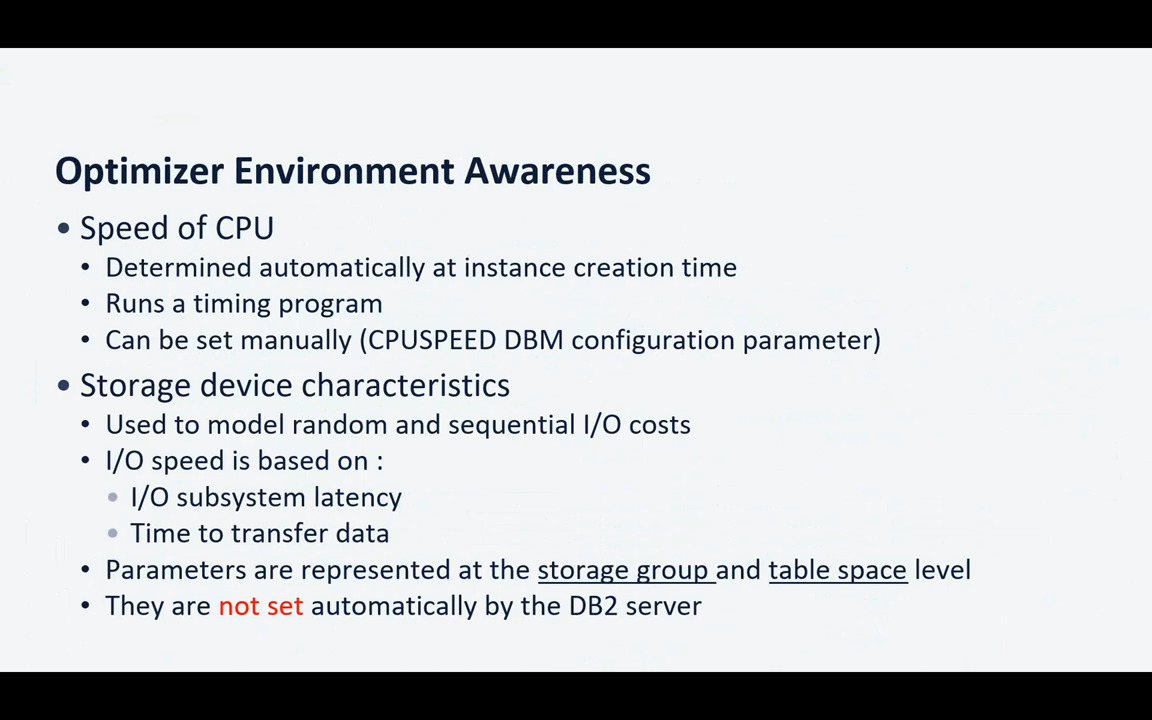 Optimizer Environment Awareness
• Speed of CPU
• Determined automatically at instance creation time
• Runs a timing program
• Can be set manually (CPUSPEED DBM configuration parameter)
• Storage device characteristics
• Used to model random and sequential I/O costs
• I/O speed is based on :
• I/O subsystem latency
• Time to transfer data
• Parameters are represented at the storage group and table space level
• They are not set automatically by the DB2 server